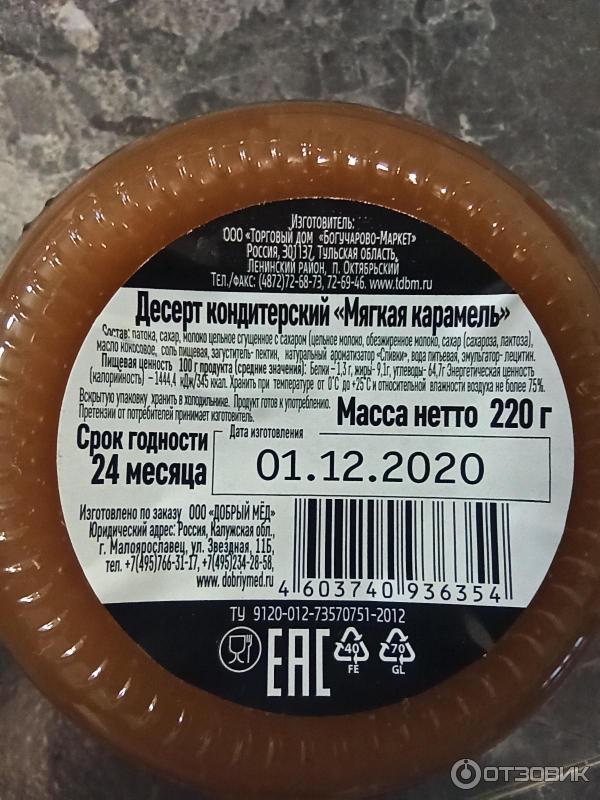 Изготовитель:
ООО «Торговый дом «Богучарово-Маркет»
Россия, 301137, Тульская область,
Ленинский район, п. Октябрьский
Тел./факс: (4872)72-68-73, 72-69-46. www.tdbm.ru
Десерт кондитерский «Мягкая карамель»
Состав: патока, сахар, молоко цельное сгущенное с сахаром (цельное молоко, обезжиренное молоко, сахар (сахароза, лактоза),
масло кокосовое, соль пищевая, загуститель- пектин, натуральный ароматизатор «Сливки», вода питьевая, эмульгатор- лецитин.
Пищевая ценность 100 г продукта (средние значения): Белки – 1,3 г, жиры- 9,1г, углеводы- 64,7г Энергетическая ценность
(калорийность) – 1444,4 кДж/345 ккал. Хранить при температуре от 0°С до +25°С и относительной влажности воздуха не более 75%.
Вскрытую упаковку хранить в холодильнике. Продукт готов к употреблению.
Претензии от потребителей принимает изготовитель.
Масса нетто 220 г
Срок годности
24 месяца
Дата изготовления
01.12.2020
Изготовлено по заказу ООО «ДОБРЫЙ МЁД»
Юридический адрес: Россия, Калужская обл.,
г. Малоярославец, ул. Звездная, 11Б,
тел. +7(495)766-31-17, +7(495)234-28-58,
www.dobriymed.ru
4 603740 936354
ТУ 9120-012-73570751-2012
EAC
40
FE
70
GL
ОТЗОВИК